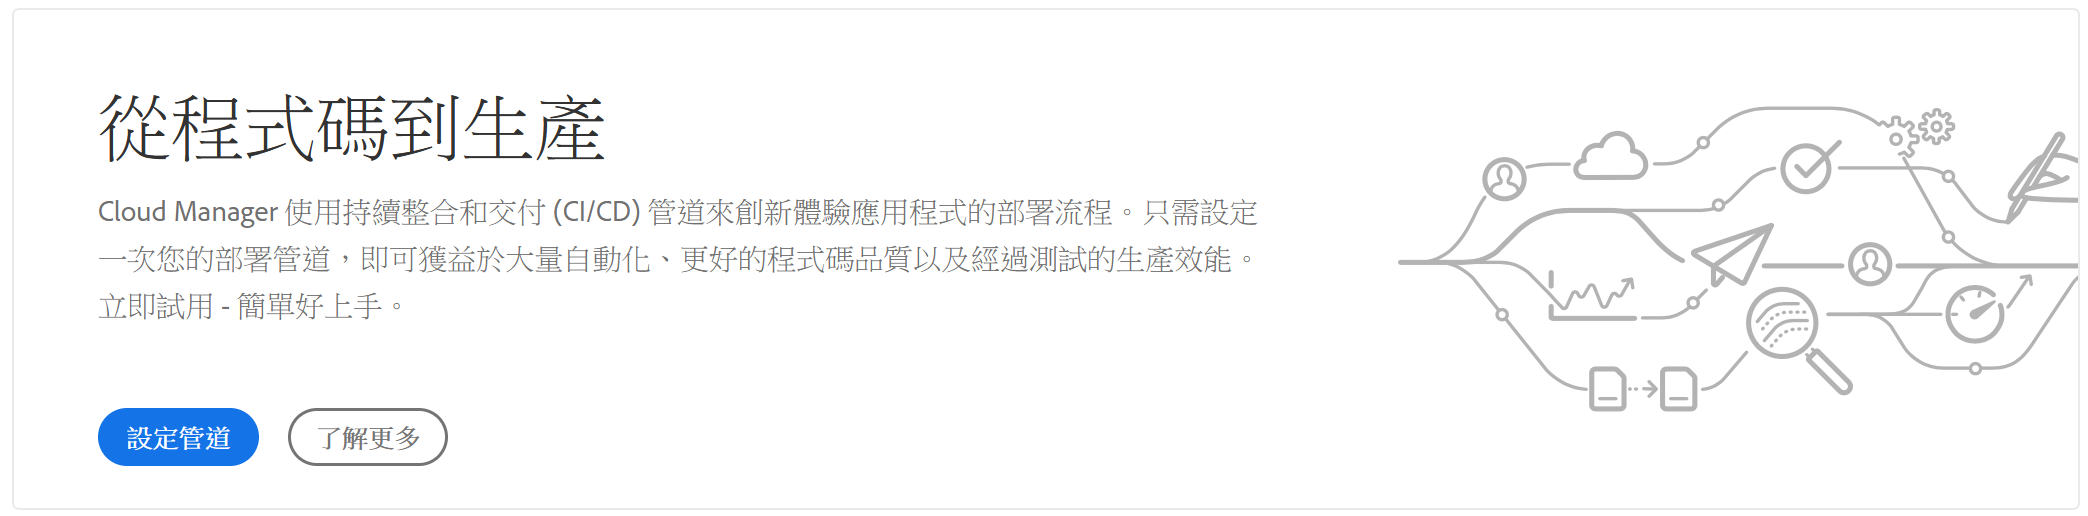 從程式碼到生產
Cloud Manager 使用持續整合和交付 (CI/CD) 管道來創新體驗應用程式的部署流程。只需設定
一次您的部署管道，即可獲益於大量自動化、更好的程式碼品質以及經過測試的生產效能。
立即試用 - 簡單好上手。
設定管道
了解更多